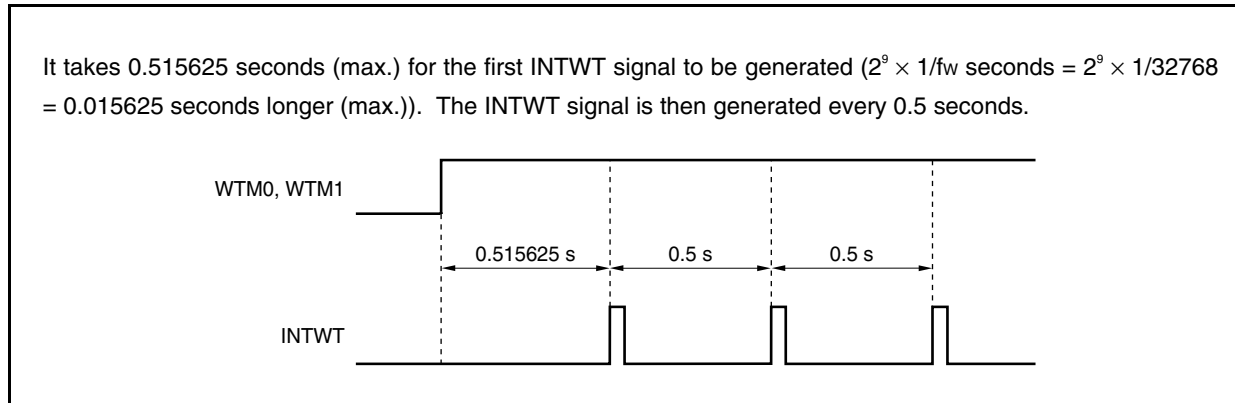 It takes 0.515625 seconds (max.) for the first INTWT signal to be generated (2⁹ × 1/fw seconds = 2⁹ × 1/32768
= 0.015625 seconds longer (max.)). The INTWT signal is then generated every 0.5 seconds.
WTM0, WTM1
0.515625 s 0.5 s 0.5 s
INTWT